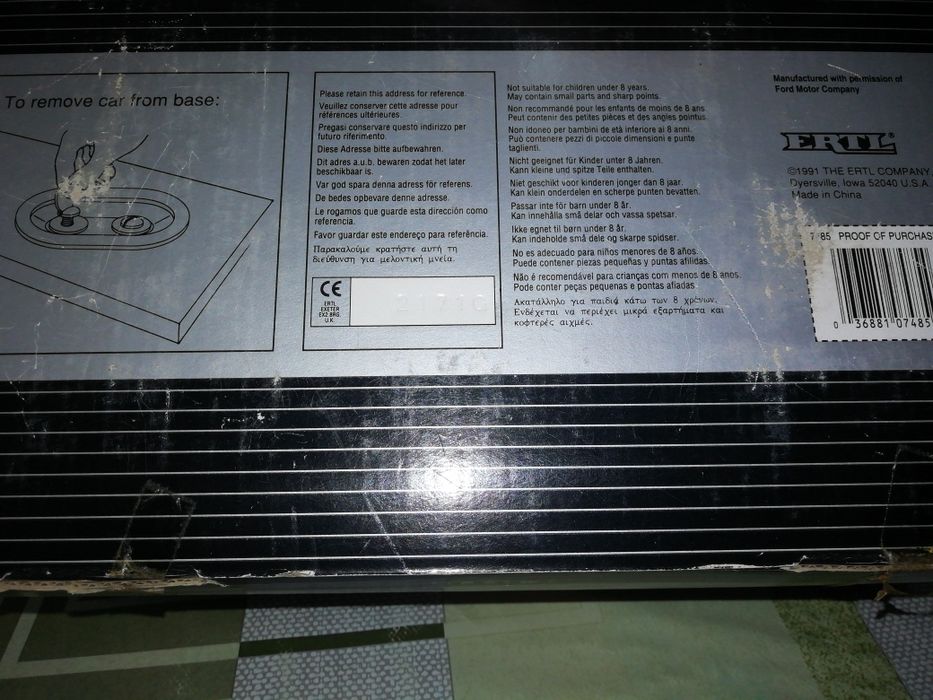 To remove car from base:
Please retain this address for reference.
Veuillez conserver cette adresse pour
références ultérieures.
Pregasi conservare questo indirizzo per
futuro riferimento.
Diese Adresse bitte aufbewahren.
Dit adres a.u.b. bewaren zodat het later
beschikbaar is.
Var god spara denna adress för referens.
De bedes opbevare denne adresse.
Le rogamos que guarde esta dirección como
referencia.
Favor guardar este endereço para referência.
Παρακαλούμε κρατήστε αυτή τη
διεύθυνση για μελοντική μνεία.
CE
ERTL
EXETER
EX2 8RG.
U.K.
Not suitable for children under 8 years.
May contain small parts and sharp points.
Non recommandé pour les enfants de moins de 8 ans.
Peut contenir des petites pièces et des angles pointus.
Non idoneo per bambini de età inferiore ai 8 anni.
Può contenere pezzi di piccole dimensioni e punte
taglienti.
Nicht geeignet für Kinder unter 8 Jahren.
Kann kleine und spitze Teile enthalten.
Niet geschikt voor kinderen jonger dan 8 jaar.
Kan klein onderdelen en scherpe punten bevatten.
Passar inte för barn under 8 år.
Kan innehålla små delar och vassa spetsar.
Ikke egnet til børn under 8 år.
Kan indeholde små dele og skarpe spidser.
No es adecuado para niños menores de 8 años.
Puede contener piezas pequeñas y puntas afilidas.
Não é recomendável para crianças com menos de 8 anos.
Pode conter peças pequenas e pontas afiadas.
Ακατάλληλο για παιδιά κάτω των 8 χρόνων.
Ενδέχεται να περιέχει μικρά εξαρτήματα και
κοφτερές αιχμές.
Manufactured with permission of
Ford Motor Company
ERTL®
©1991 THE ERTL COMPANY
Dyersville, Iowa 52040 U.S.A.
Made in China
85 PROOF OF PURCHAS
0 36881 07485